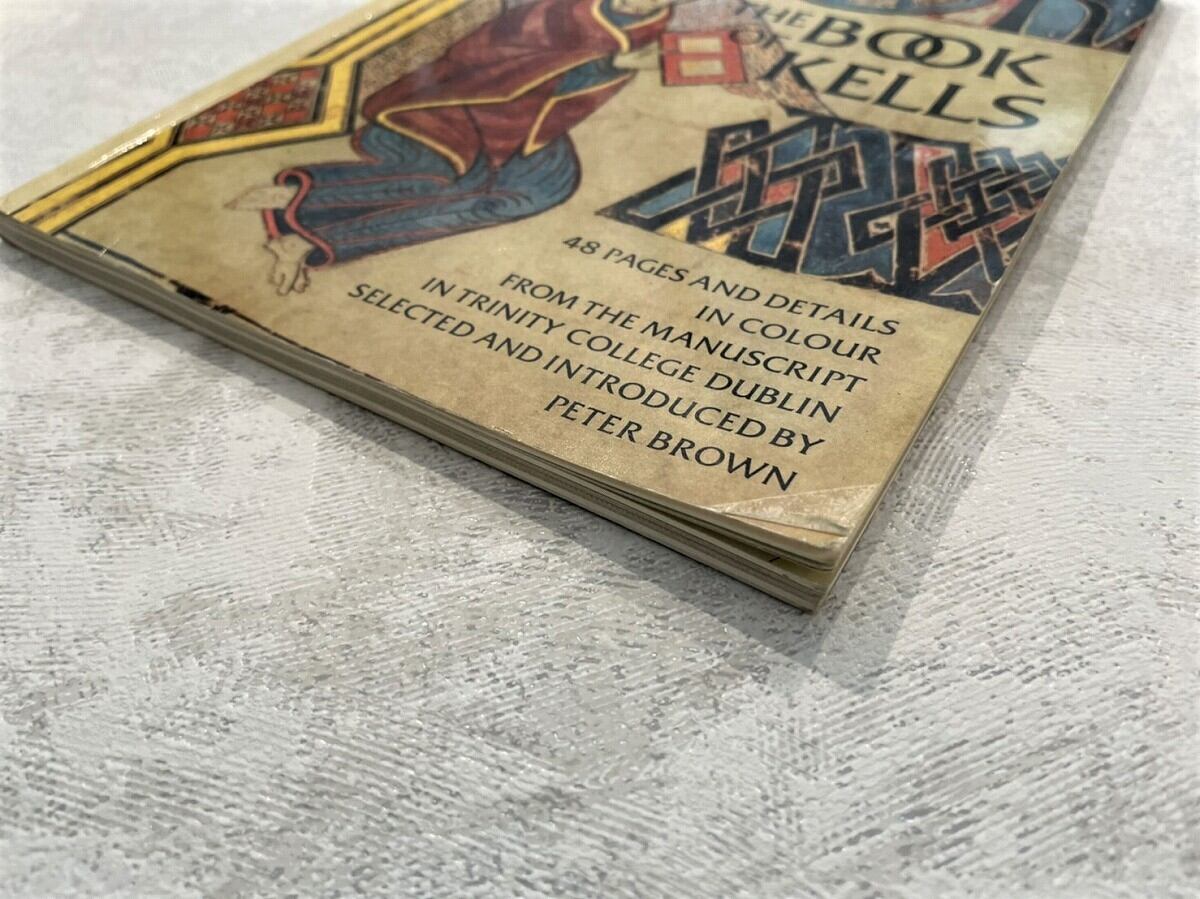 THE BOOK
OF KELLS
48 PAGES AND DETAILS
IN COLOUR
FROM THE MANUSCRIPT
IN TRINITY COLLEGE DUBLIN
SELECTED AND INTRODUCED BY
PETER BROWN